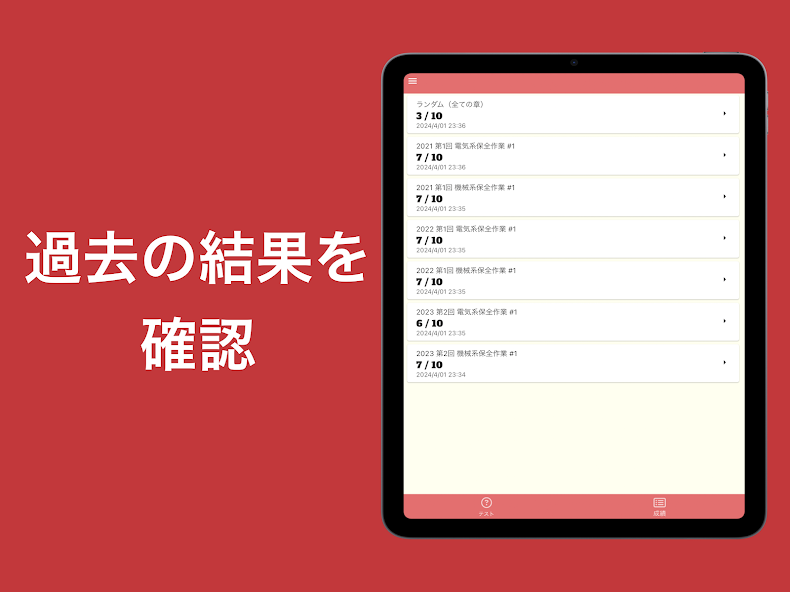 過去の結果を
確認
ランダム（全ての章）
3 / 10
2024/4/01 23:36
2021 第1回 電気系保全作業 #1
7 / 10
2024/4/01 23:36
2021 第1回 機械系保全作業 #1
7 / 10
2024/4/01 23:35
2022 第1回 電気系保全作業 #1
7 / 10
2024/4/01 23:35
2022 第1回 機械系保全作業 #1
7 / 10
2024/4/01 23:35
2023 第2回 電気系保全作業 #1
6 / 10
2024/4/01 23:35
2023 第2回 機械系保全作業 #1
7 / 10
2024/4/01 23:34
テスト
成績